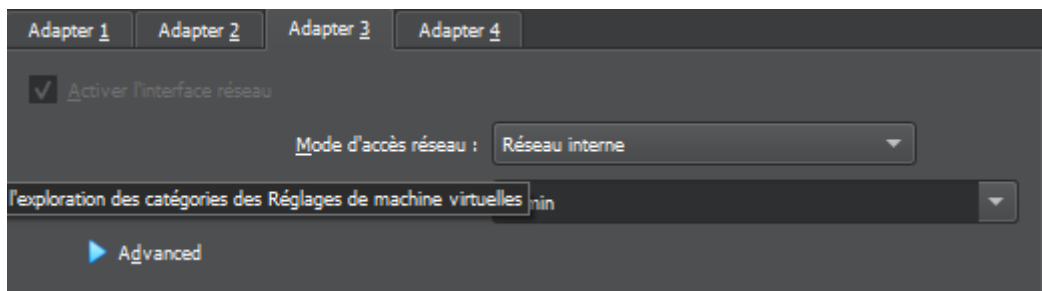 Adapter 1 Adapter 2 Adapter 3 Adapter 4
Activer l'interface réseau
Mode d'accès réseau : Réseau interne
l'exploration des catégories des Réglages de machine virtuelles
Advanced